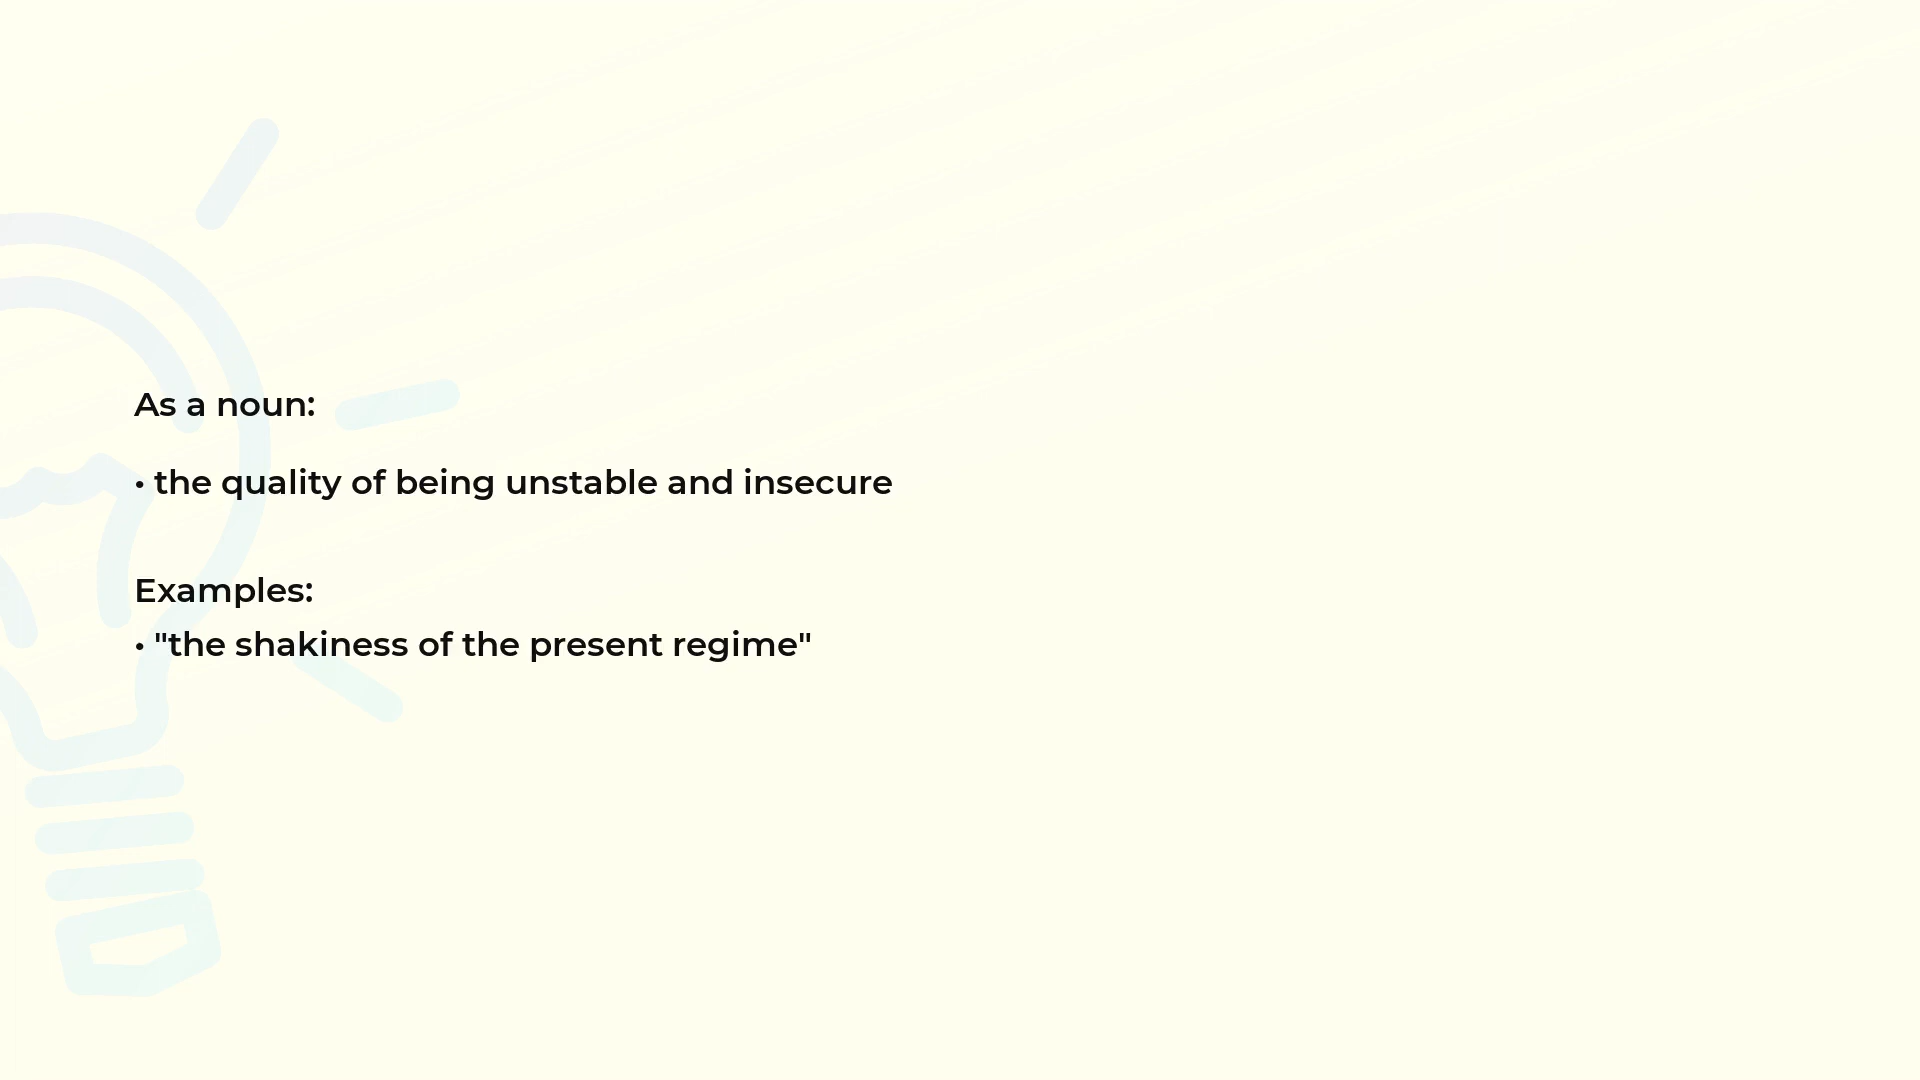 As a noun:
• the quality of being unstable and insecure
Examples:
• "the shakiness of the present regime"